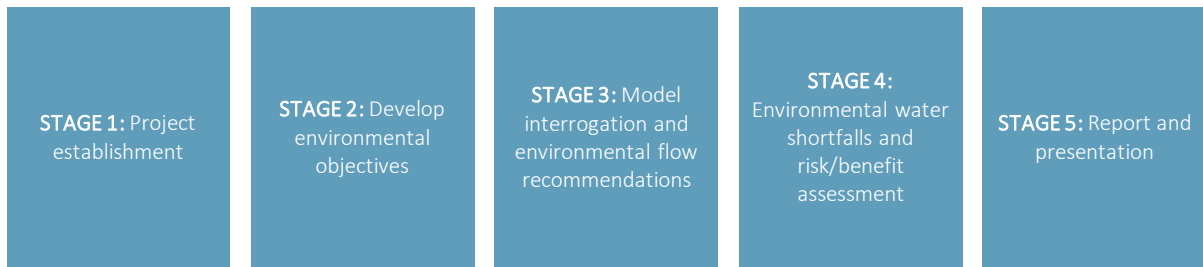 STAGE 1: Project
establishment
STAGE 2: Develop
environmental
objectives
STAGE 3: Model
interrogation and
environmental flow
recommendations
STAGE 4:
Environmental water
shortfalls and
risk/benefit
assessment
STAGE 5: Report and
presentation